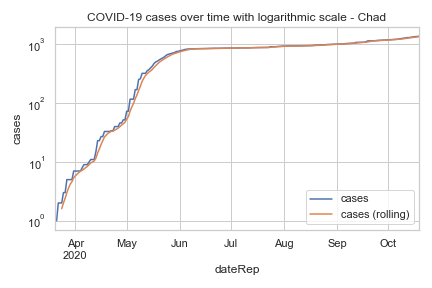 COVID-19 cases over time with logarithmic scale - Chad
cases
10³
10²
10¹
10⁰
Apr
2020
May
Jun
Jul
Aug
Sep
Oct
dateRep
cases
cases (rolling)